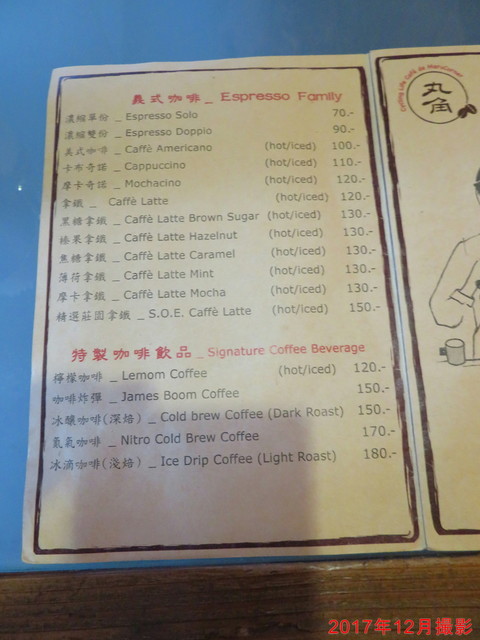 義式咖啡_ Espresso Family
濃縮單份 _ Espresso Solo 70.-
濃縮雙份 _ Espresso Doppio 90.-
美式咖啡 _ Caffè Americano (hot/iced) 100.-
卡布奇諾 _ Cappuccino (hot/iced) 110.-
摩卡奇諾 _ Mochacino (hot/iced) 120.-
拿鐵 _ Caffè Latte (hot/iced) 120.-
黑糖拿鐵 _ Caffè Latte Brown Sugar (hot/iced) 130.-
榛果拿鐵 _ Caffè Latte Hazelnut (hot/iced) 130.-
焦糖拿鐵 _ Caffè Latte Caramel (hot/iced) 130.-
薄荷拿鐵 _ Caffè Latte Mint (hot/iced) 130.-
摩卡拿鐵 _ Caffè Latte Mocha (hot/iced) 130.-
精選莊園拿鐵 _ S.O.E. Caffè Latte (hot/iced) 150.-
特製咖啡飲品 _ Signature Coffee Beverage
檸檬咖啡 _ Lemom Coffee (hot/iced) 120.-
咖啡炸彈 _ James Boom Coffee 150.-
冰釀咖啡(深焙) _ Cold brew Coffee (Dark Roast) 150.-
氮氣咖啡 _ Nitro Cold Brew Coffee 170.-
冰滴咖啡(淺焙) _ Ice Drip Coffee (Light Roast) 180.-
丸角
2017年12月撮影